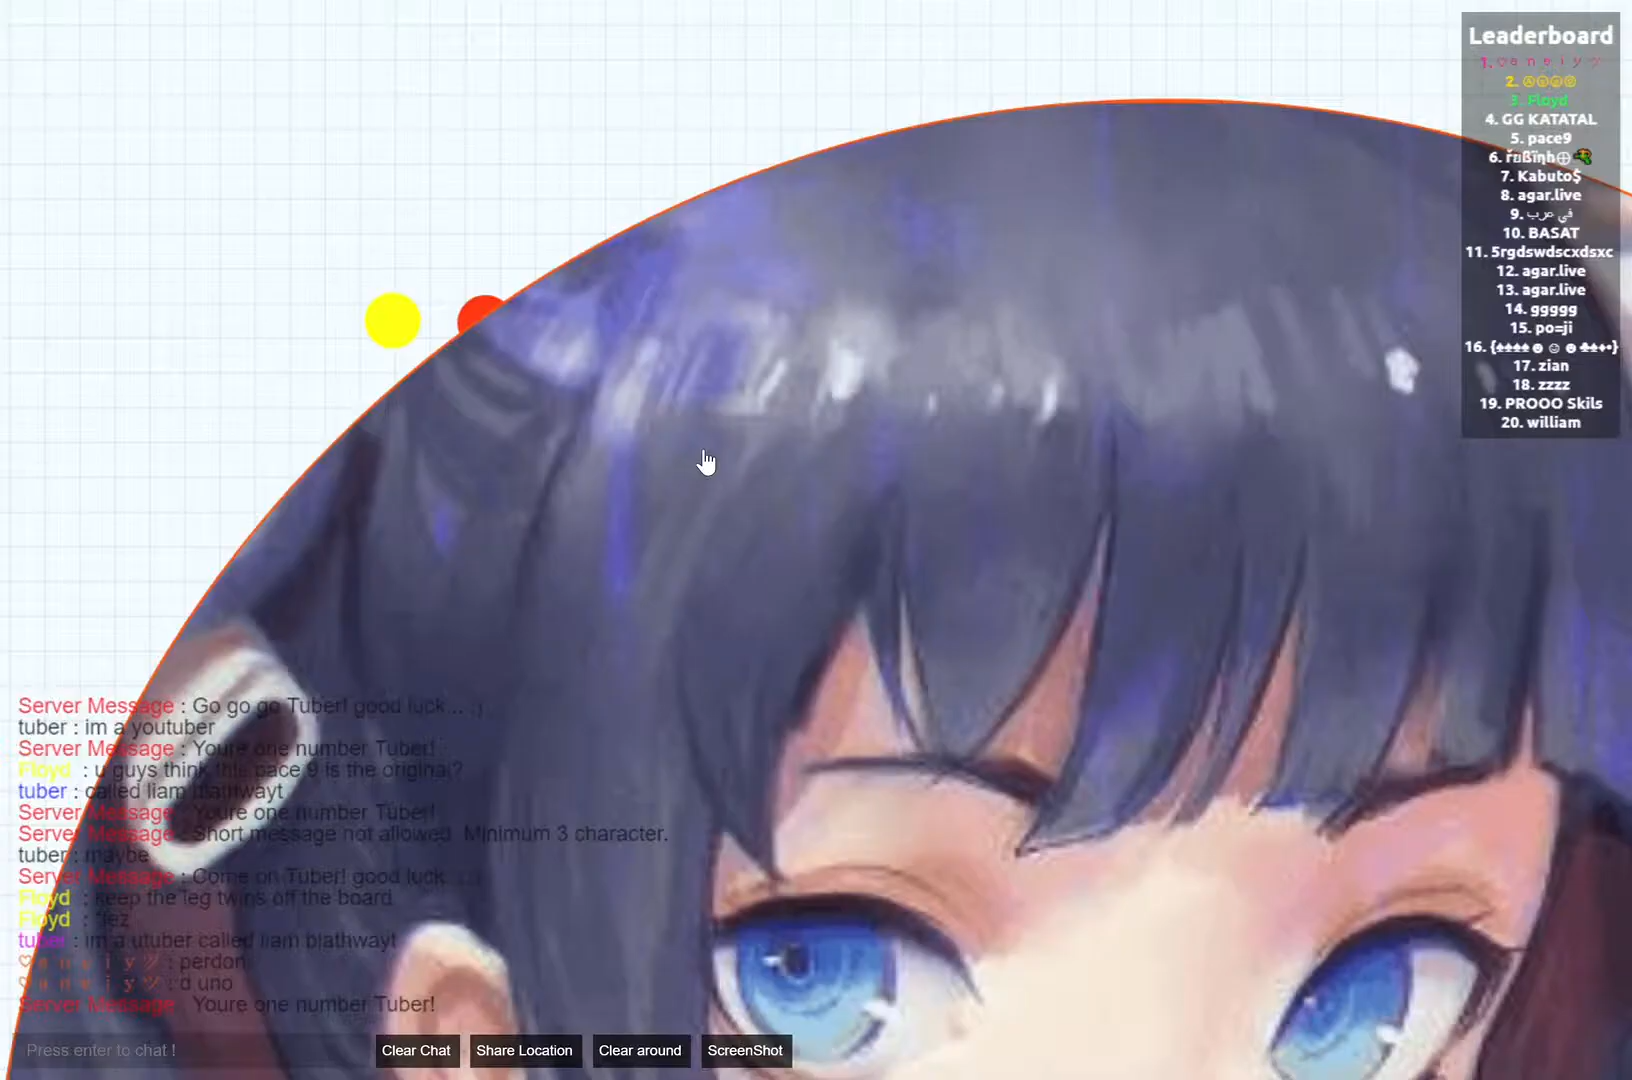 Leaderboard
2.
3. Floyd
4. GG KATATAL
5. pace9
6.
7. Kabuto$
8. agar.live
9. في عرب
10. BASAT
11. 5rgdswdscxdsxc
12. agar.live
13. agar.live
14. ggggg
15. po=ji
16.
17. zian
18. zzzz
19. PROOO Skils
20. william
Server Message : Go go go Tuber! good luck... :)
tuber : im a youtuber
Server Message : Youre one number Tuber!
Floyd : u guys think this pace 9 is the original?
tuber : called liam blathwayt
Server Message : Youre one number Tuber!
Server Message : Short message not allowed. Minimum 3 character.
tuber : maybe
Server Message : Come on Tuber! good luck
Floyd : keep the leg twins off the board
Floyd :
tuber : im a utuber called liam blathwayt
: perdon
: d uno
Server Message : Youre one number Tuber!
Press enter to chat !
Clear Chat
Share Location
Clear around
ScreenShot